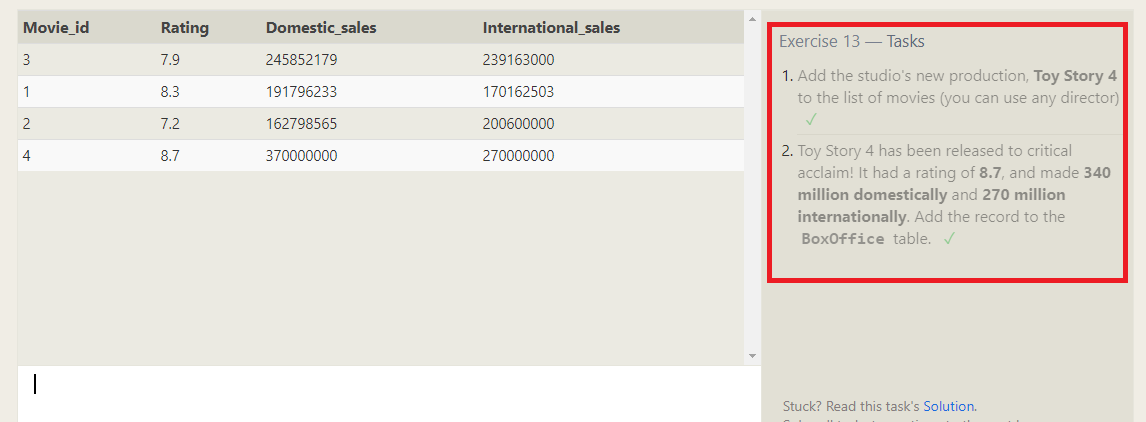 Movie_id Rating Domestic_sales International_sales
3 7.9 245852179 239163000
1 8.3 191796233 170162503
2 7.2 162798565 200600000
4 8.7 370000000 270000000
Exercise 13 — Tasks
1. Add the studio's new production, Toy Story 4
to the list of movies (you can use any director)
✓
2. Toy Story 4 has been released to critical
acclaim! It had a rating of 8.7, and made 340
million domestically and 270 million
internationally. Add the record to the
BoxOffice table. ✓
Stuck? Read this task's Solution.